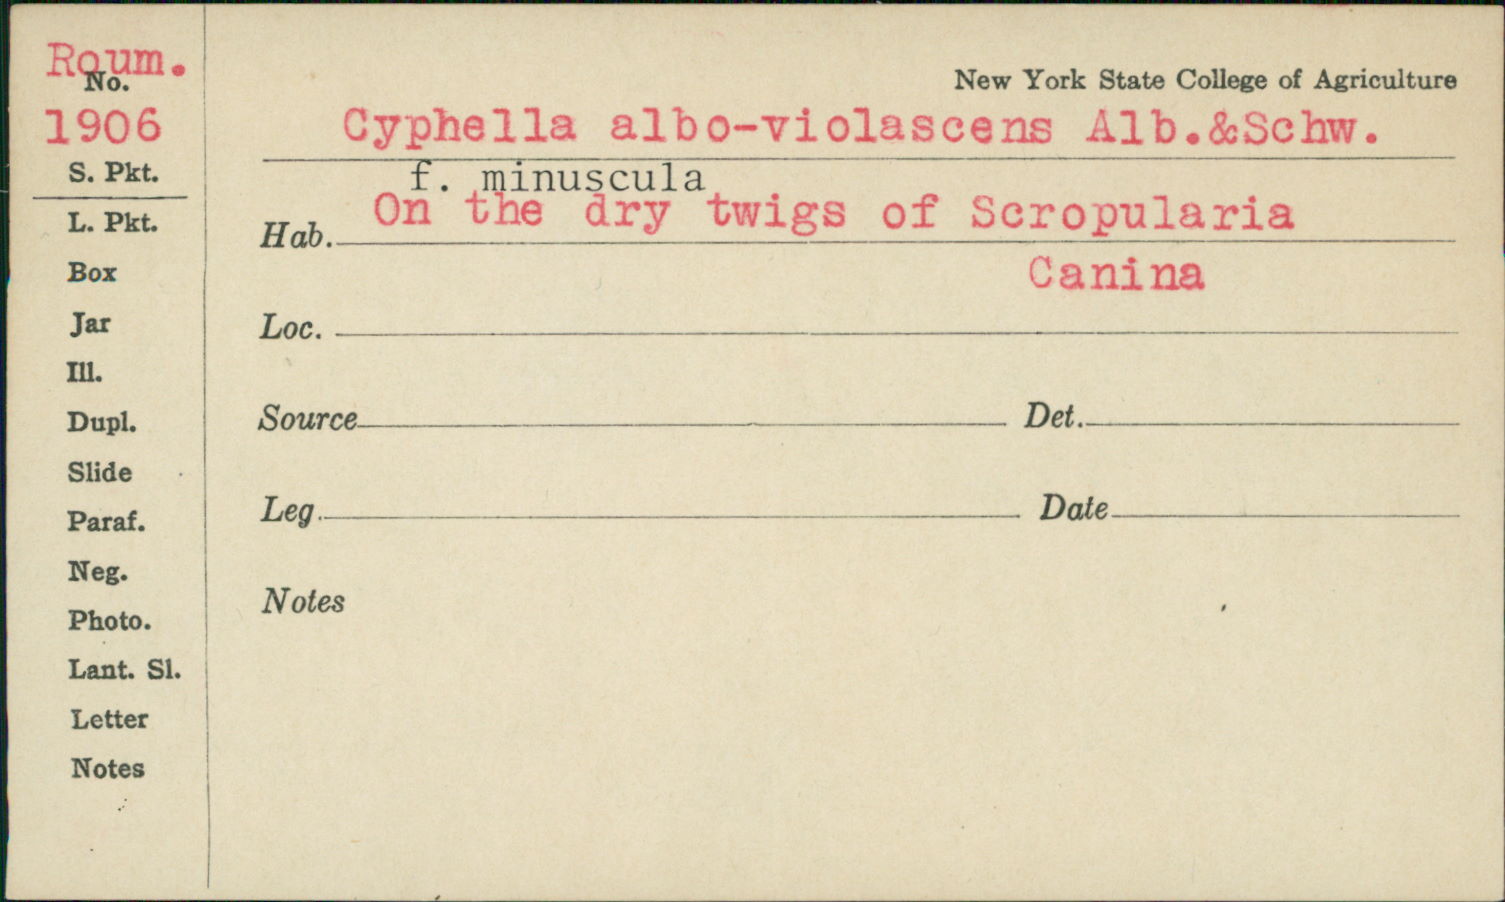 Roum.
No.
1906
S. Pkt.
L. Pkt.
Box
Jar
Ill.
Dupl.
Slide
Paraf.
Neg.
Photo.
Lant. Sl.
Letter
Notes
New York State College of Agriculture
Cyphella albo-violascens Alb.&Schw.
f. minuscula
Hab. On the dry twigs of Scropularia
Canina
Loc.
Source Det.
Leg. Date
Notes